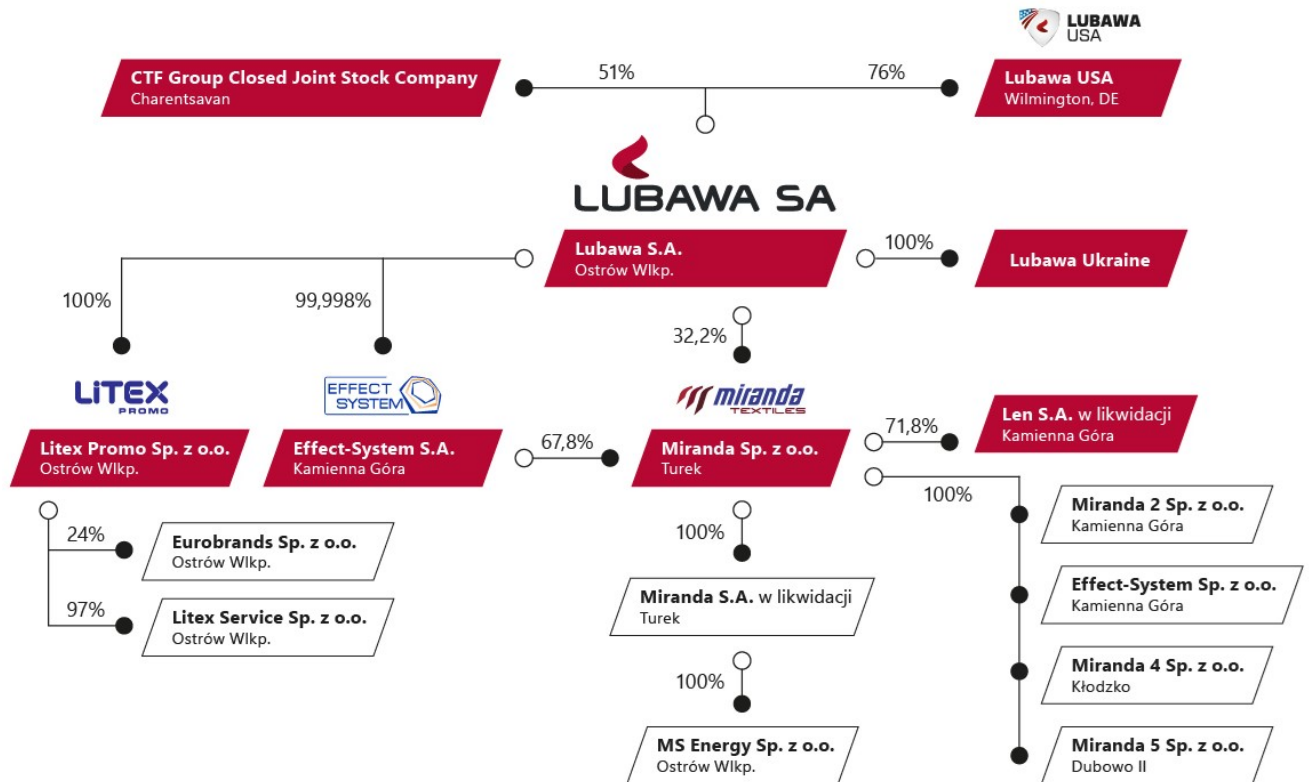 LUBAWA
USA
CTF Group Closed Joint Stock Company
Charentsavan
51%
76%
Lubawa USA
Wilmington, DE
LUBAWA SA
Lubawa S.A.
Ostrów Wlkp.
100%
Lubawa Ukraine
100%
99,998%
32,2%
LiTEX
PROMO
EFFECT
SYSTEM
miranda
TEXTILES
Litex Promo Sp. z o.o.
Ostrów Wlkp.
Effect-System S.A.
Kamienna Góra
67,8%
Miranda Sp. z o.o.
Turek
71,8%
Len S.A. w likwidacji
Kamienna Góra
100%
24%
Eurobrands Sp. z o.o.
Ostrów Wlkp.
97%
Litex Service Sp. z o.o.
Ostrów Wlkp.
100%
Miranda S.A. w likwidacji
Turek
100%
MS Energy Sp. z o.o.
Ostrów Wlkp.
Miranda 2 Sp. z o.o.
Kamienna Góra
Effect-System Sp. z o.o.
Kamienna Góra
Miranda 4 Sp. z o.o.
Kłodzko
Miranda 5 Sp. z o.o.
Dubowo II